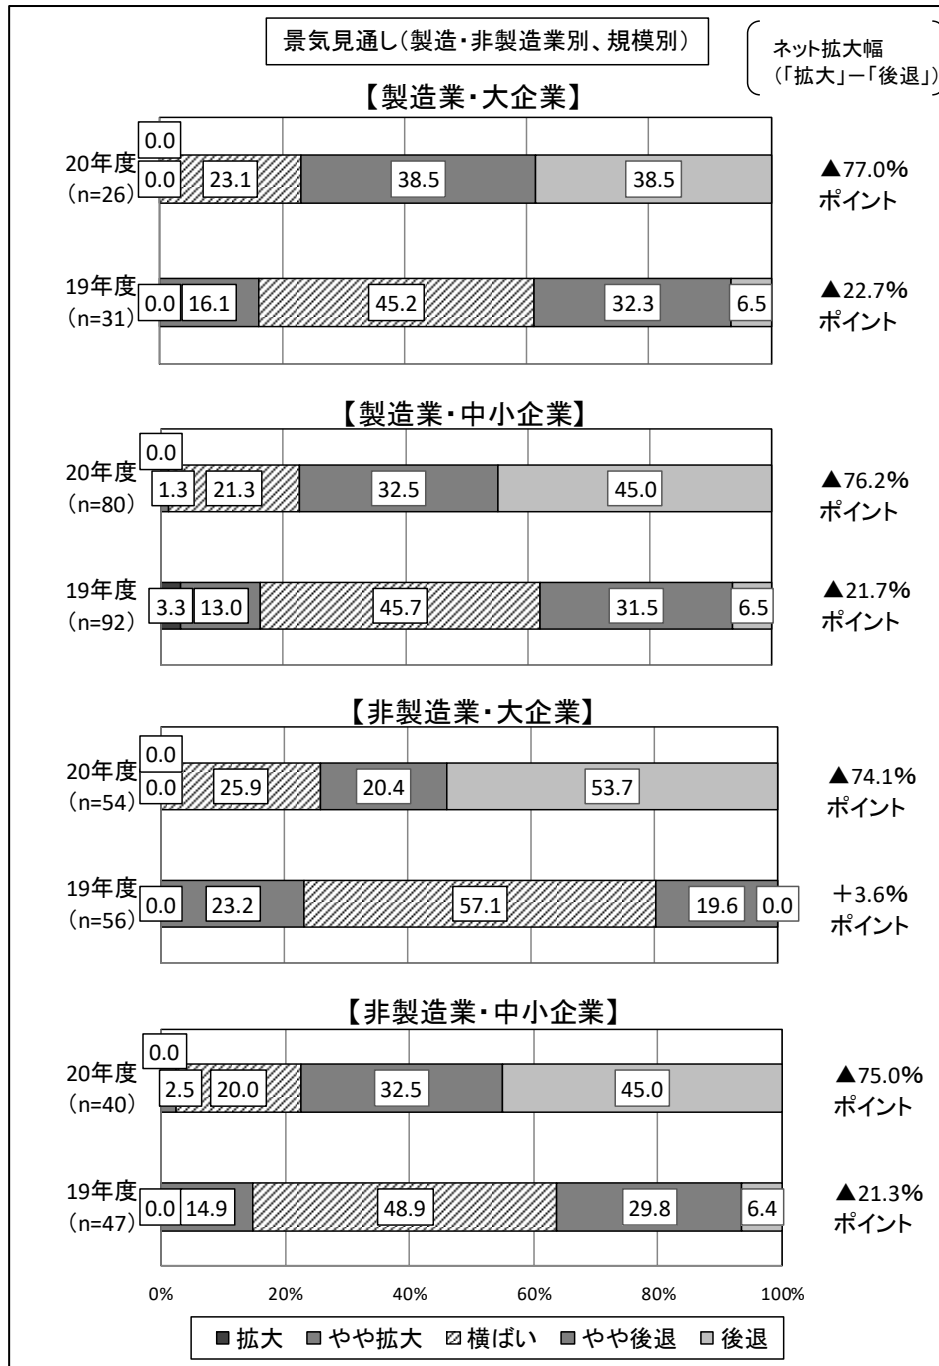 景気見通し(製造・非製造業別、規模別)
ネット拡大幅
(「拡大」－「後退」)
【製造業・大企業】
0.0
20年度
(n=26)
0.0 23.1 38.5 38.5
▲77.0%
ポイント
19年度
(n=31)
0.0 16.1 45.2 32.3 6.5
▲22.7%
ポイント
【製造業・中小企業】
0.0
20年度
(n=80)
1.3 21.3 32.5 45.0
▲76.2%
ポイント
19年度
(n=92)
3.3 13.0 45.7 31.5 6.5
▲21.7%
ポイント
【非製造業・大企業】
0.0
20年度
(n=54)
0.0 25.9 20.4 53.7
▲74.1%
ポイント
19年度
(n=56)
0.0 23.2 57.1 19.6 0.0
＋3.6%
ポイント
【非製造業・中小企業】
0.0
20年度
(n=40)
2.5 20.0 32.5 45.0
▲75.0%
ポイント
19年度
(n=47)
0.0 14.9 48.9 29.8 6.4
▲21.3%
ポイント
0% 20% 40% 60% 80% 100%
拡大 やや拡大 横ばい やや後退 後退